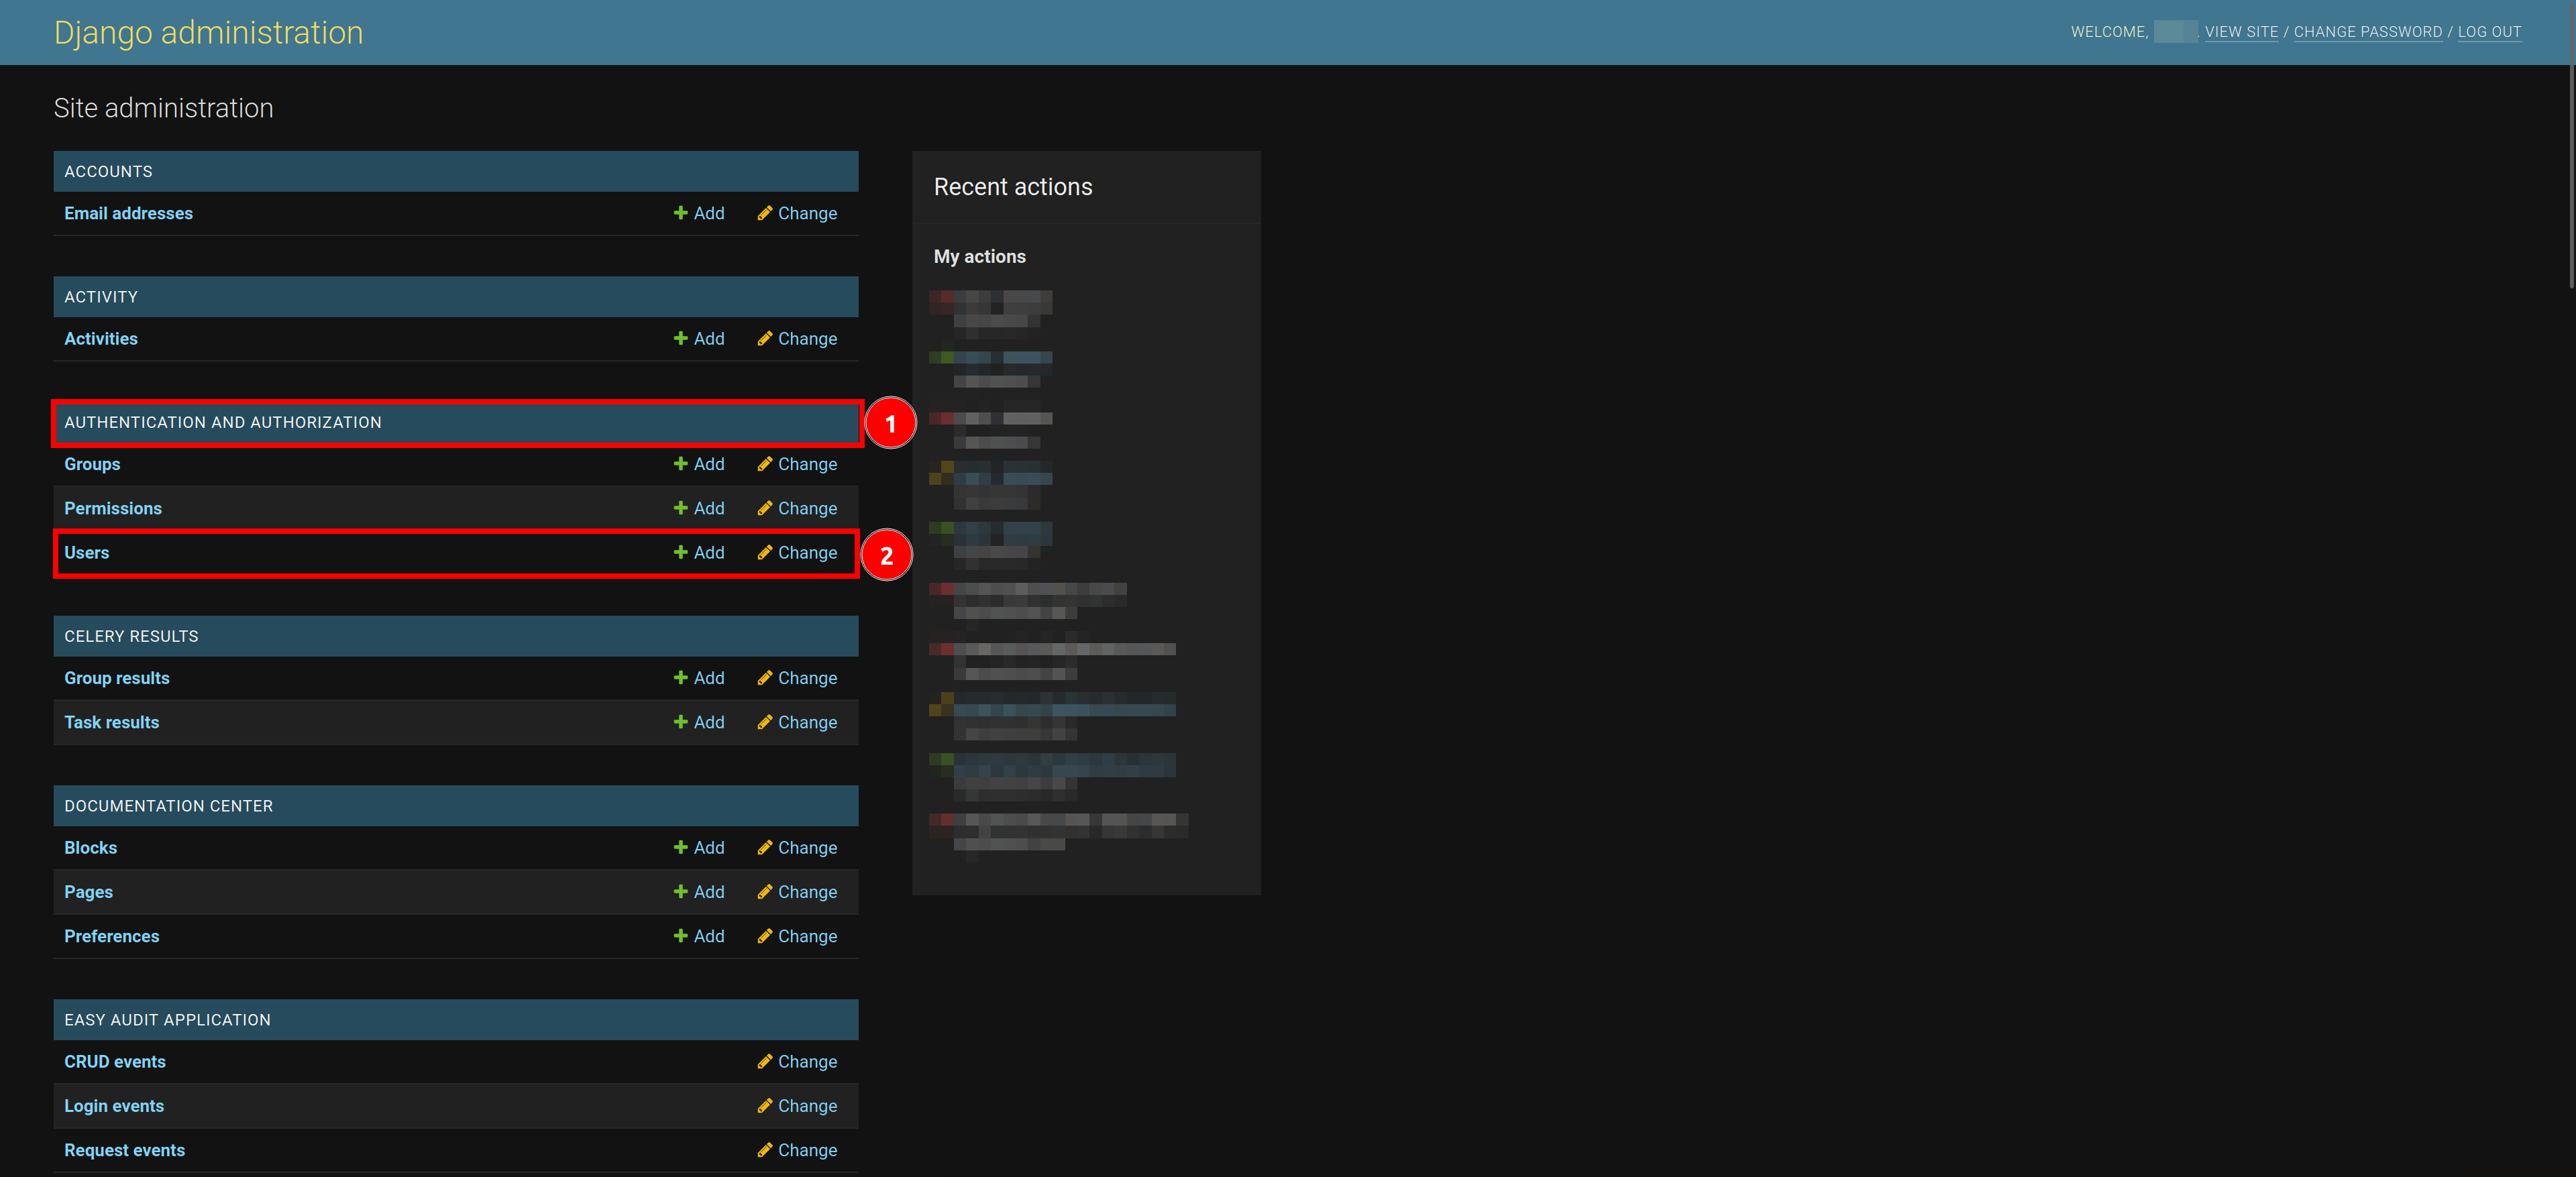 Django administration
WELCOME, VIEW SITE / CHANGE PASSWORD / LOG OUT
Site administration
ACCOUNTS
Email addresses Add Change
ACTIVITY
Activities Add Change
AUTHENTICATION AND AUTHORIZATION 1
Groups Add Change
Permissions Add Change
Users Add Change 2
CELERY RESULTS
Group results Add Change
Task results Add Change
DOCUMENTATION CENTER
Blocks Add Change
Pages Add Change
Preferences Add Change
EASY AUDIT APPLICATION
CRUD events Change
Login events Change
Request events Change
Recent actions
My actions